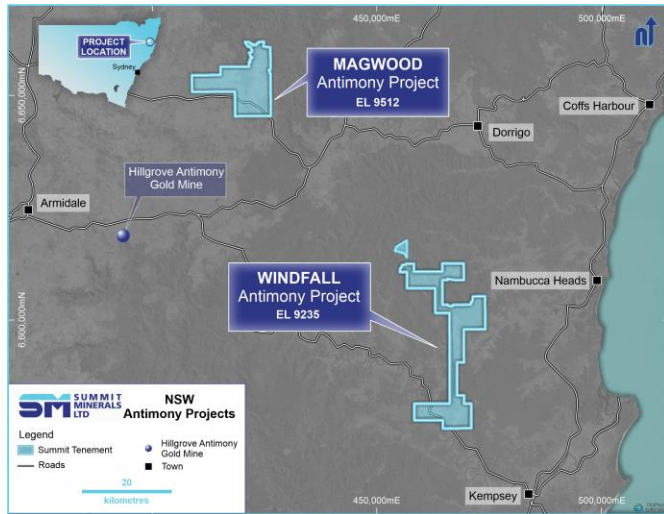 450,000mE
500,000mE
PROJECT
LOCATION
Sydney
6,650,000mN
MAGWOOD
Antimony Project
EL 9512
Coffs Harbour
Dorrigo
Hillgrove Antimony
Gold Mine
Armidale
WINDFALL
Antimony Project
EL 9235
Nambucca Heads
6,600,000mN
SM SUMMIT
MINERALS
LTD
NSW
Antimony Projects
Legend
Summit Tenement
Roads
Hillgrove Antimony
Gold Mine
Town
20
kilometres
Kempsey
450,000mE
500,000mE